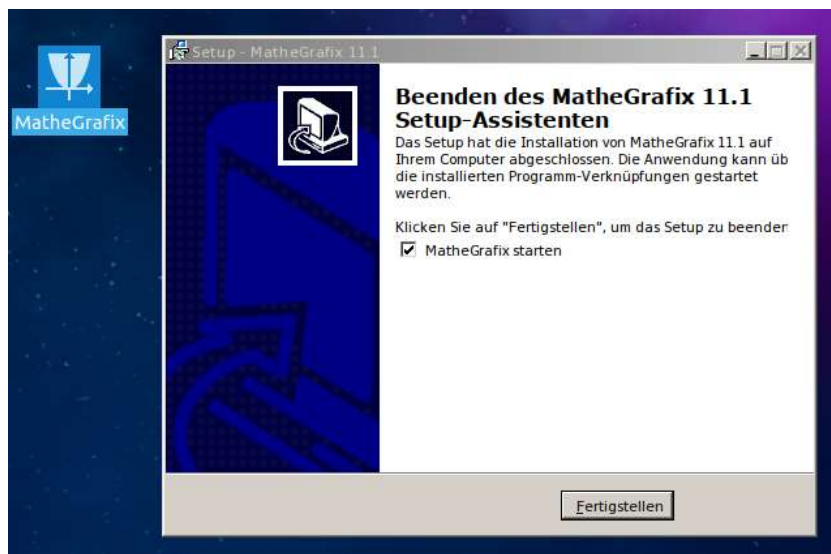 MatheGrafix
Setup - MatheGrafix 11.1
Beenden des MatheGrafix 11.1
Setup-Assistenten
Das Setup hat die Installation von MatheGrafix 11.1 auf
Ihrem Computer abgeschlossen. Die Anwendung kann üb
die installierten Programm-Verknüpfungen gestartet
werden.
Klicken Sie auf "Fertigstellen", um das Setup zu beenden
MatheGrafix starten
Fertigstellen